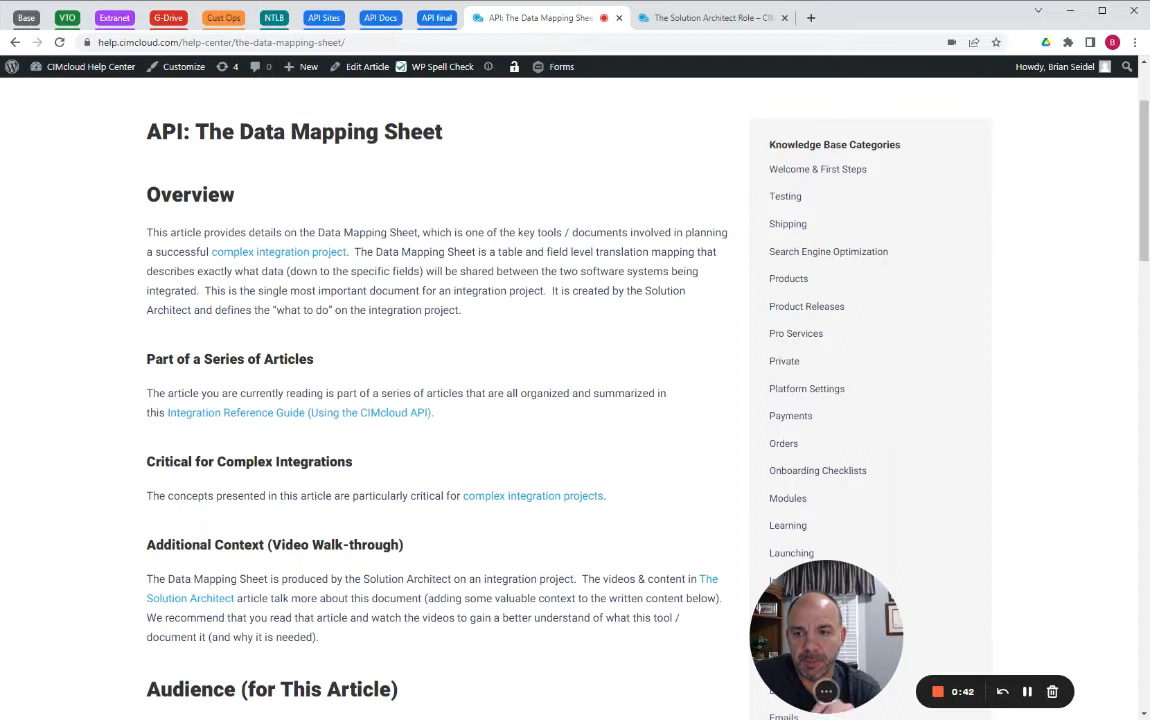 Base
VTO
Extranet
G-Drive
Cust Ops
NTLB
API Sites
API Docs
API final
API: The Data Mapping Shee
The Solution Architect Role – CI
help.cimcloud.com/help-center/the-data-mapping-sheet/
B
CIMcloud Help Center
Customize
4
0
New
Edit Article
WP Spell Check
Forms
Howdy, Brian Seidel
API: The Data Mapping Sheet
Overview
This article provides details on the Data Mapping Sheet, which is one of the key tools / documents involved in planning
a successful complex integration project. The Data Mapping Sheet is a table and field level translation mapping that
describes exactly what data (down to the specific fields) will be shared between the two software systems being
integrated. This is the single most important document for an integration project. It is created by the Solution
Architect and defines the “what to do” on the integration project.
Part of a Series of Articles
The article you are currently reading is part of a series of articles that are all organized and summarized in
this Integration Reference Guide (Using the CIMcloud API).
Critical for Complex Integrations
The concepts presented in this article are particularly critical for complex integration projects.
Additional Context (Video Walk-through)
The Data Mapping Sheet is produced by the Solution Architect on an integration project. The videos & content in The
Solution Architect article talk more about this document (adding some valuable context to the written content below).
We recommend that you read that article and watch the videos to gain a better understand of what this tool /
document it (and why it is needed).
Audience (for This Article)
Knowledge Base Categories
Welcome & First Steps
Testing
Shipping
Search Engine Optimization
Products
Product Releases
Pro Services
Private
Platform Settings
Payments
Orders
Onboarding Checklists
Modules
Learning
Launching
Emails
0:42